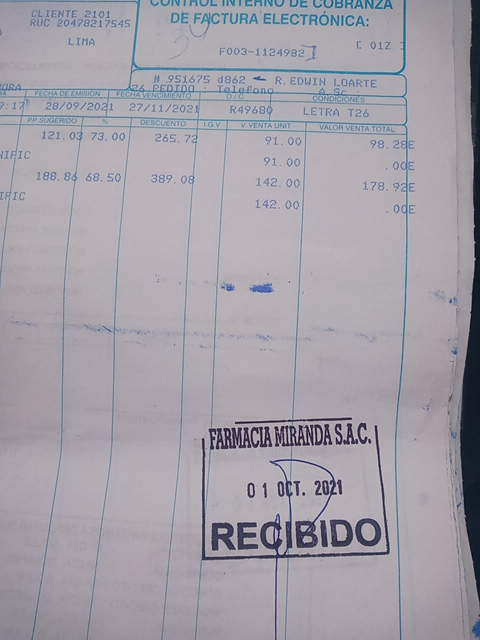 CONTROL INTERNO DE COBRANZA
DE FACTURA ELECTRÓNICA:
CLIENTE 2101
RUC 20478217545
LIMA
F003-1124982
[ 01Z ]
# 951675 d862 R.EDWIN LOARTE
26 PEDIDO : Telefono
FECHA DE EMISIÓN FECHA VENCIMIENTO O/C CONDICIONES
28/09/2021 27/11/2021 R49680 LETRA T26
PP.SUGERIDO % DESCUENTO I.G.V V.VENTA UNIT VALOR VENTA TOTAL
121.03 73.00 265.72 91.00 98.28E
91.00 .00E
188.86 68.50 389.08 142.00 178.92E
142.00 .00E
FARMACIA MIRANDA S.A.C.
01 OCT. 2021
RECIBIDO